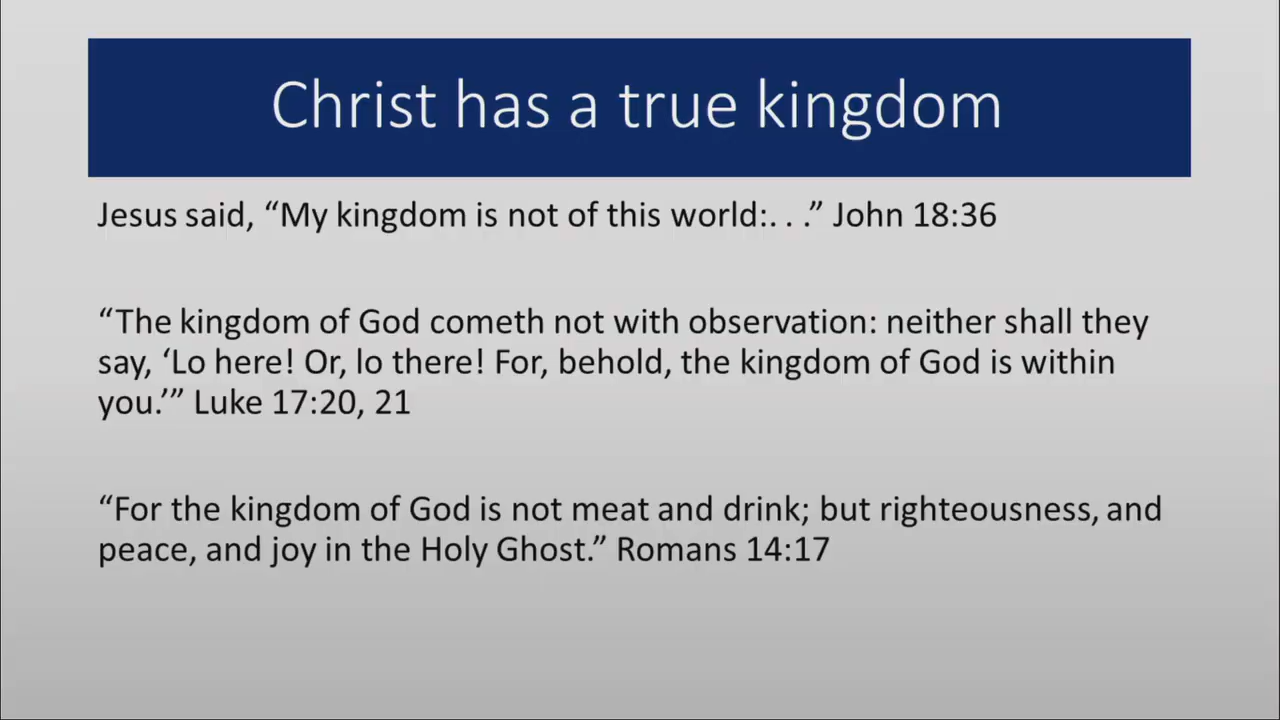 Christ has a true kingdom
Jesus said, “My kingdom is not of this world:. . .” John 18:36
“The kingdom of God cometh not with observation: neither shall they
say, ‘Lo here! Or, lo there! For, behold, the kingdom of God is within
you.’” Luke 17:20, 21
“For the kingdom of God is not meat and drink; but righteousness, and
peace, and joy in the Holy Ghost.” Romans 14:17